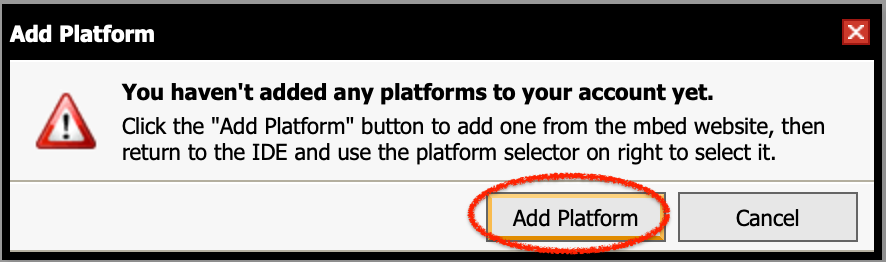 Add Platform
You haven't added any platforms to your account yet.
Click the "Add Platform" button to add one from the mbed website, then
return to the IDE and use the platform selector on right to select it.
Add Platform
Cancel